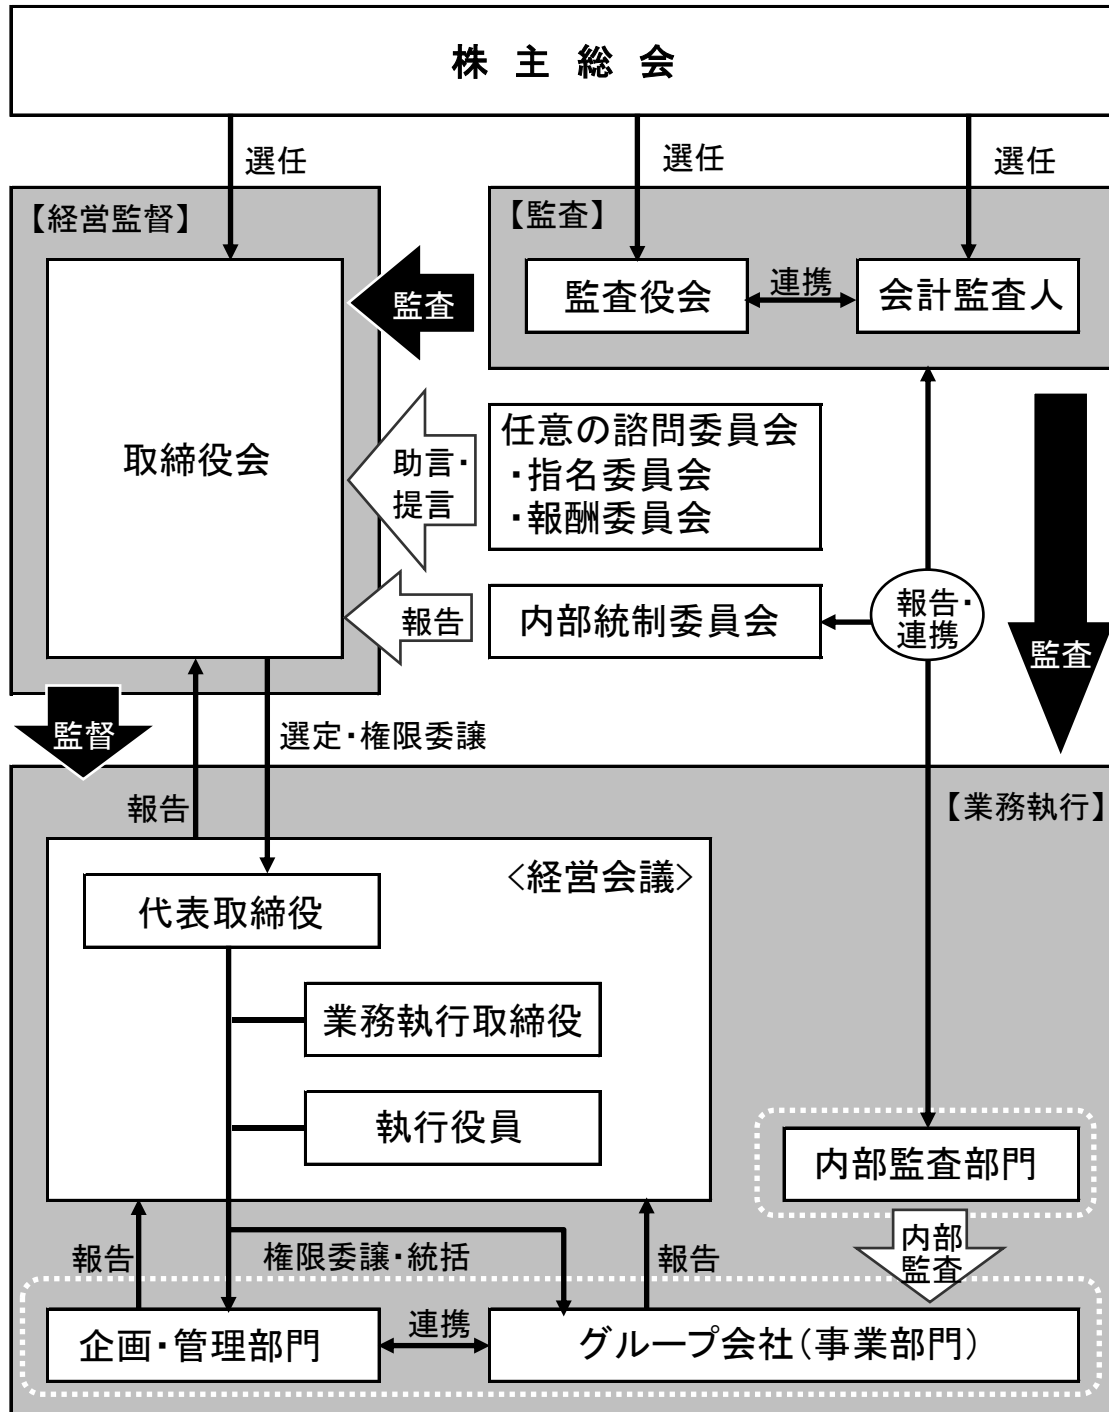 株主総会
選任
選任
選任
【経営監督】
【監査】
取締役会
監査
監査役会
連携
会計監査人
助言・
提言
任意の諮問委員会
・指名委員会
・報酬委員会
報告
内部統制委員会
報告・
連携
監査
監督
選定・権限委譲
報告
【業務執行】
<経営会議>
代表取締役
業務執行取締役
執行役員
内部監査部門
報告
権限委譲・統括
報告
内部
監査
企画・管理部門
連携
グループ会社(事業部門)